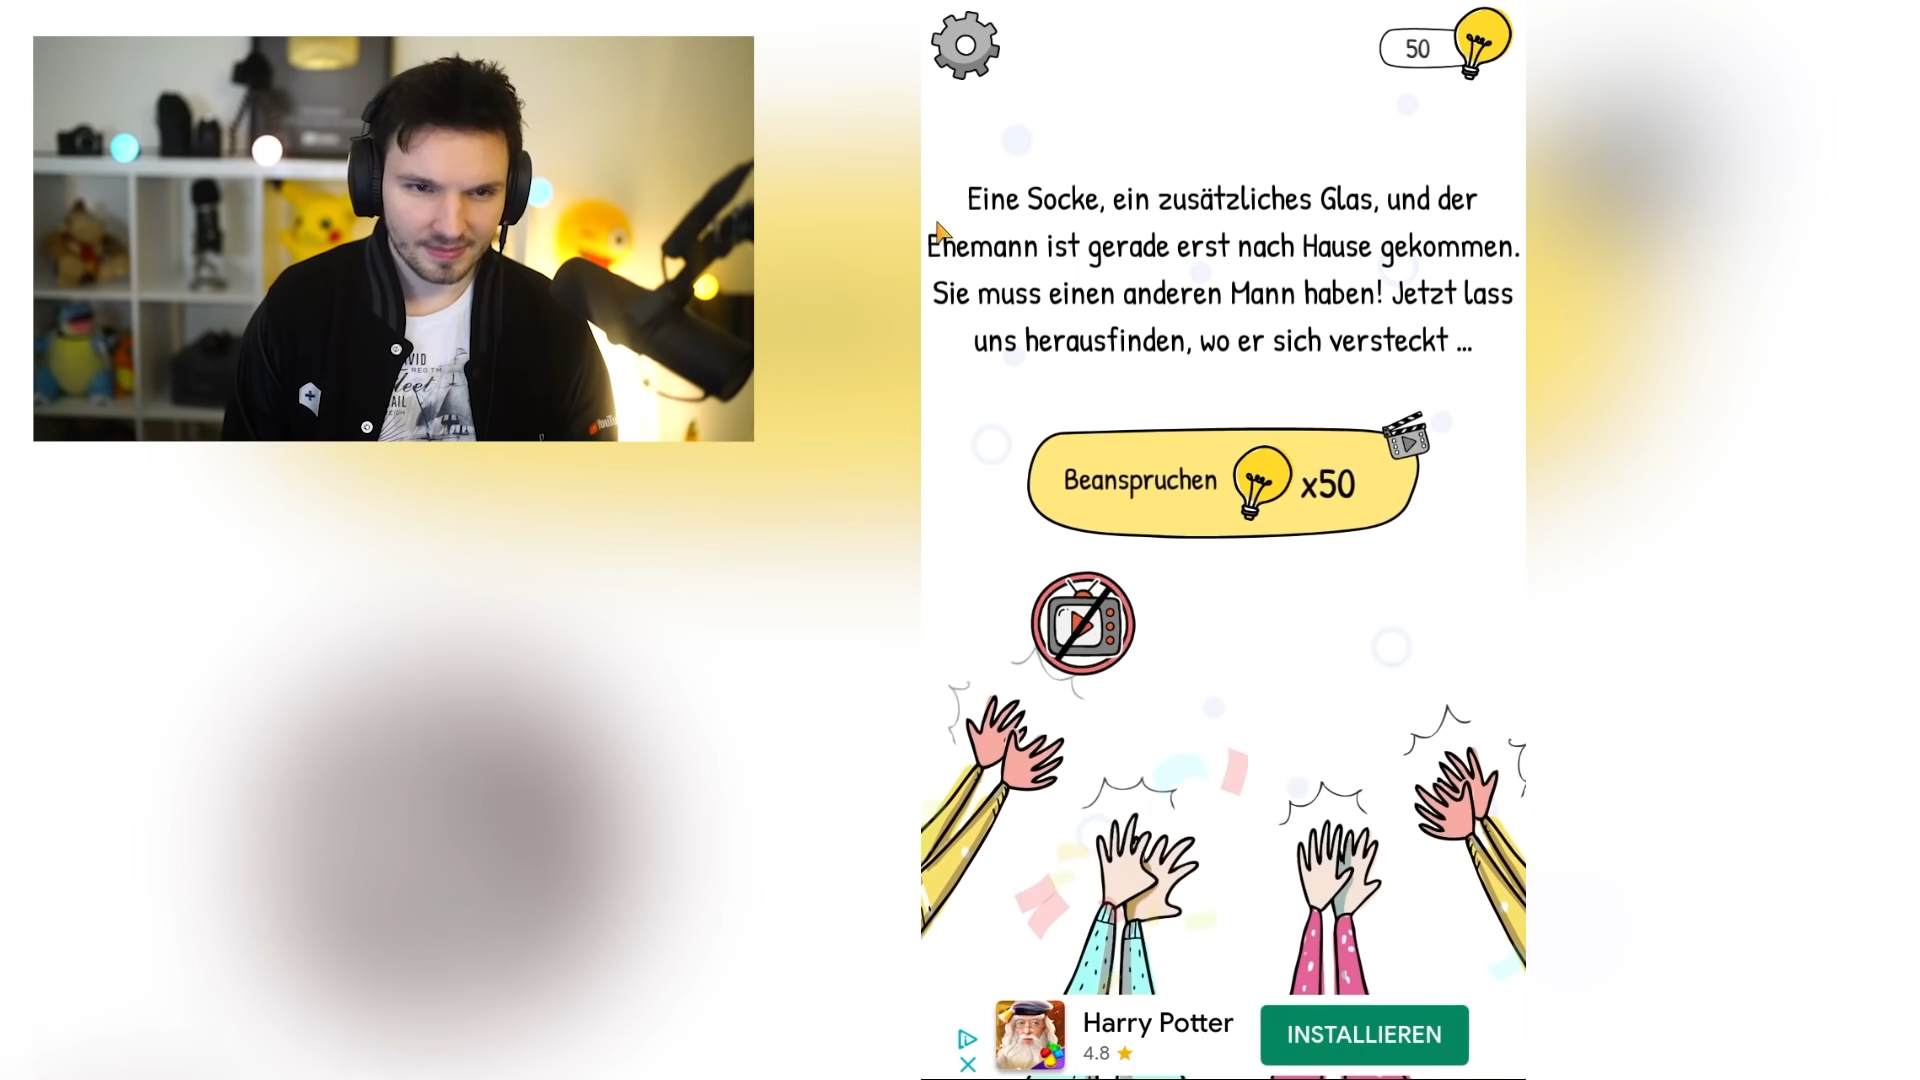 50
Eine Socke, ein zusätzliches Glas, und der
Ehemann ist gerade erst nach Hause gekommen.
Sie muss einen anderen Mann haben! Jetzt lass
uns herausfinden, wo er sich versteckt ...
Beanspruchen x50
Harry Potter
4.8
INSTALLIEREN